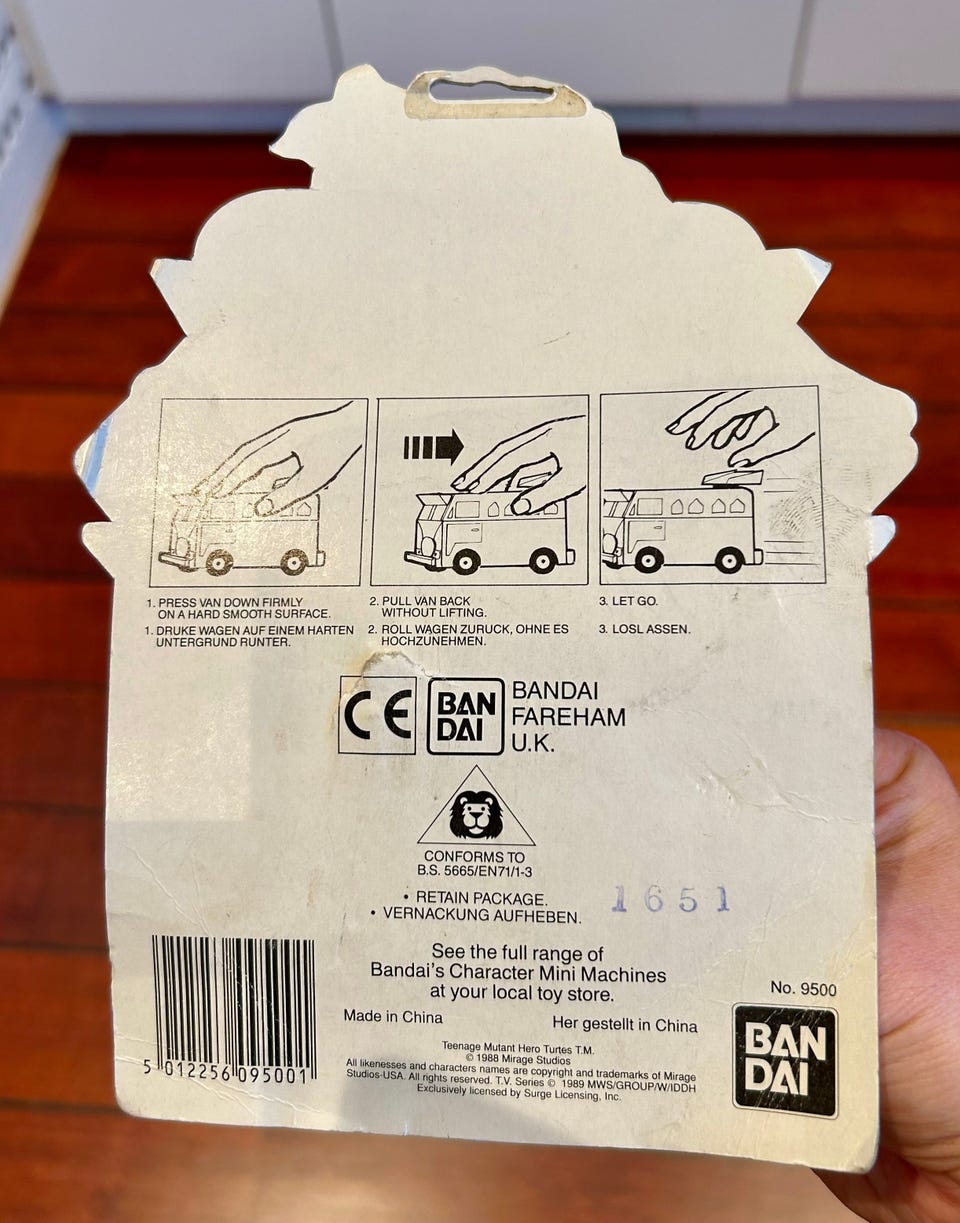 1. PRESS VAN DOWN FIRMLY
ON A HARD SMOOTH SURFACE.
1. DRUKE WAGEN AUF EINEM HARTEN
UNTERGRUND RUNTER.
2. PULL VAN BACK
WITHOUT LIFTING.
2. ROLL WAGEN ZURUCK, OHNE ES
HOCHZUNEHMEN.
3. LET GO.
3. LOSL ASSEN.
CE
BAN
DAI
BANDAI
FAREHAM
U.K.
CONFORMS TO
B.S. 5665/EN71/1-3
• RETAIN PACKAGE.
• VERNACKUNG AUFHEBEN.
1651
See the full range of
Bandai's Character Mini Machines
at your local toy store.
Made in China
Her gestellt in China
Teenage Mutant Hero Turtes T.M.
© 1988 Mirage Studios
All likenesses and characters names are copyright and trademarks of Mirage
Studios-USA. All rights reserved. T.V. Series © 1989 MWS/GROUP/W/IDDH
Exclusively licensed by Surge Licensing, Inc.
5 012256 095001
No. 9500
BAN
DAI